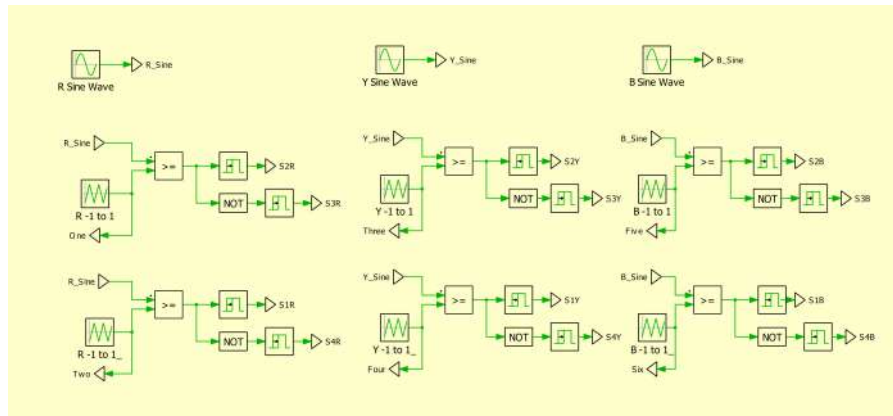 R_Sine
Y_Sine
B_Sine
R Sine Wave
Y Sine Wave
B Sine Wave
R_Sine
>=
S2R
R -1 to 1
NOT
S3R
One
Y_Sine
>=
S2Y
Y -1 to 1
NOT
S3Y
Three
B_Sine
>=
S2B
B -1 to 1
NOT
S3B
Five
R_Sine
>=
S1R
R -1 to 1_
NOT
S4R
Two
Y_Sine
>=
S1Y
Y -1 to 1_
NOT
S4Y
Four
B_Sine
>=
S1B
B -1 to 1_
NOT
S4B
Six